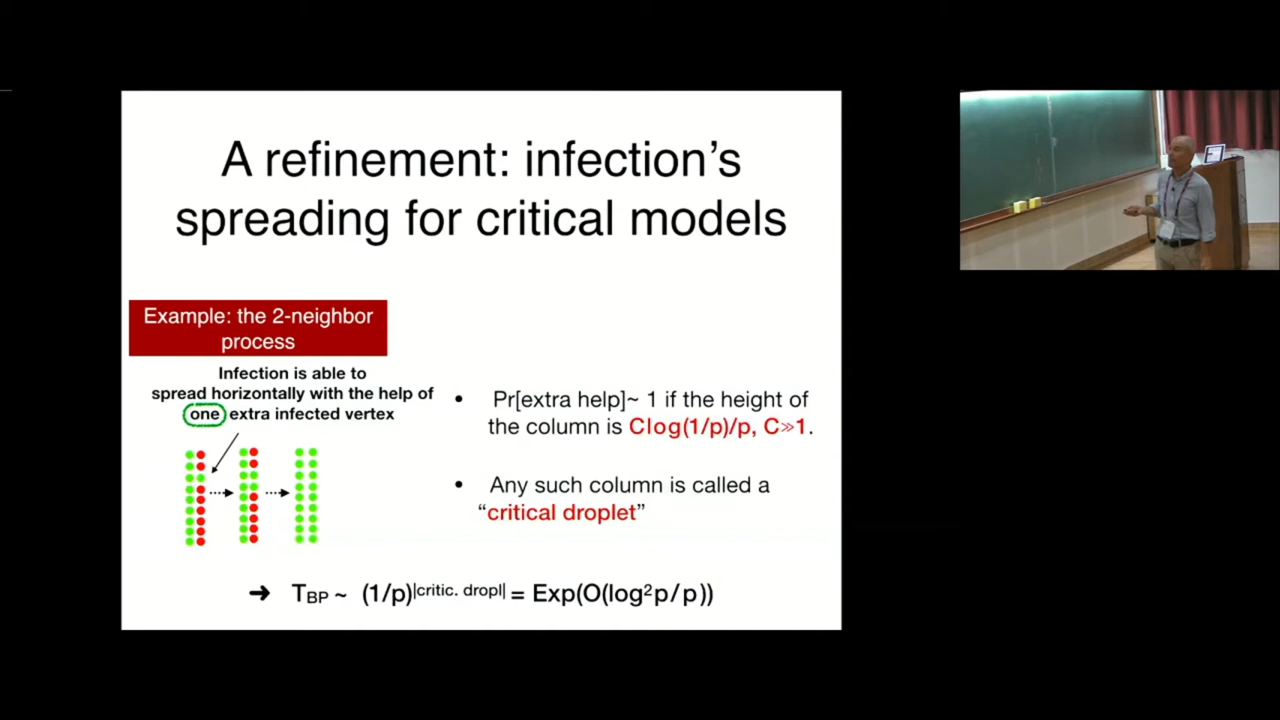 A refinement: infection's
spreading for critical models
Example: the 2-neighbor
process
Infection is able to
spread horizontally with the help of
one extra infected vertex
• Pr[extra help]~ 1 if the height of
the column is Clog(1/p)/p, C≫1.
• Any such column is called a
“critical droplet”
➜ T_BP ~ (1/p)^|critic. dropl| = Exp(O(log²p/p))